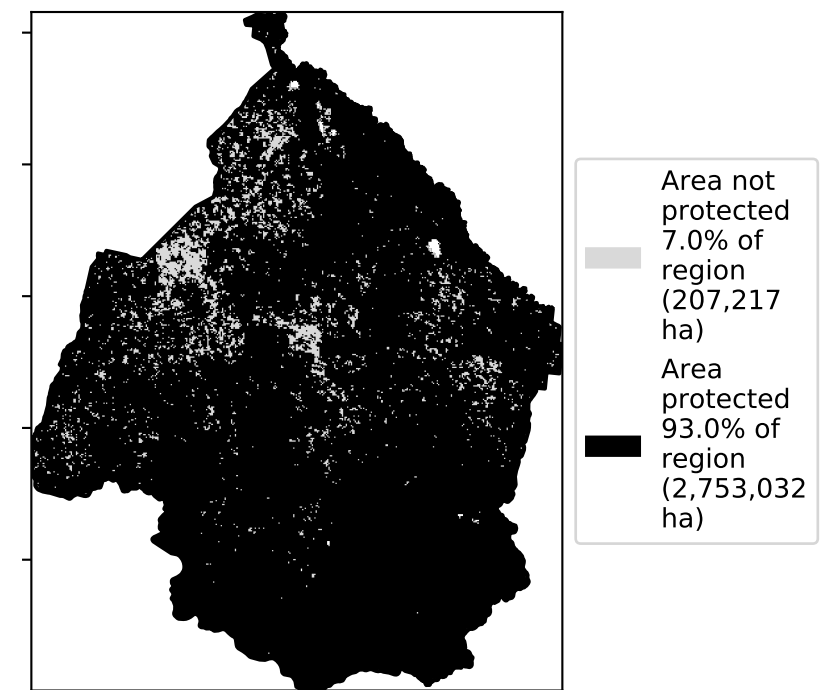 Area not
protected
7.0% of
region
(207,217
ha)
Area
protected
93.0% of
region
(2,753,032
ha)